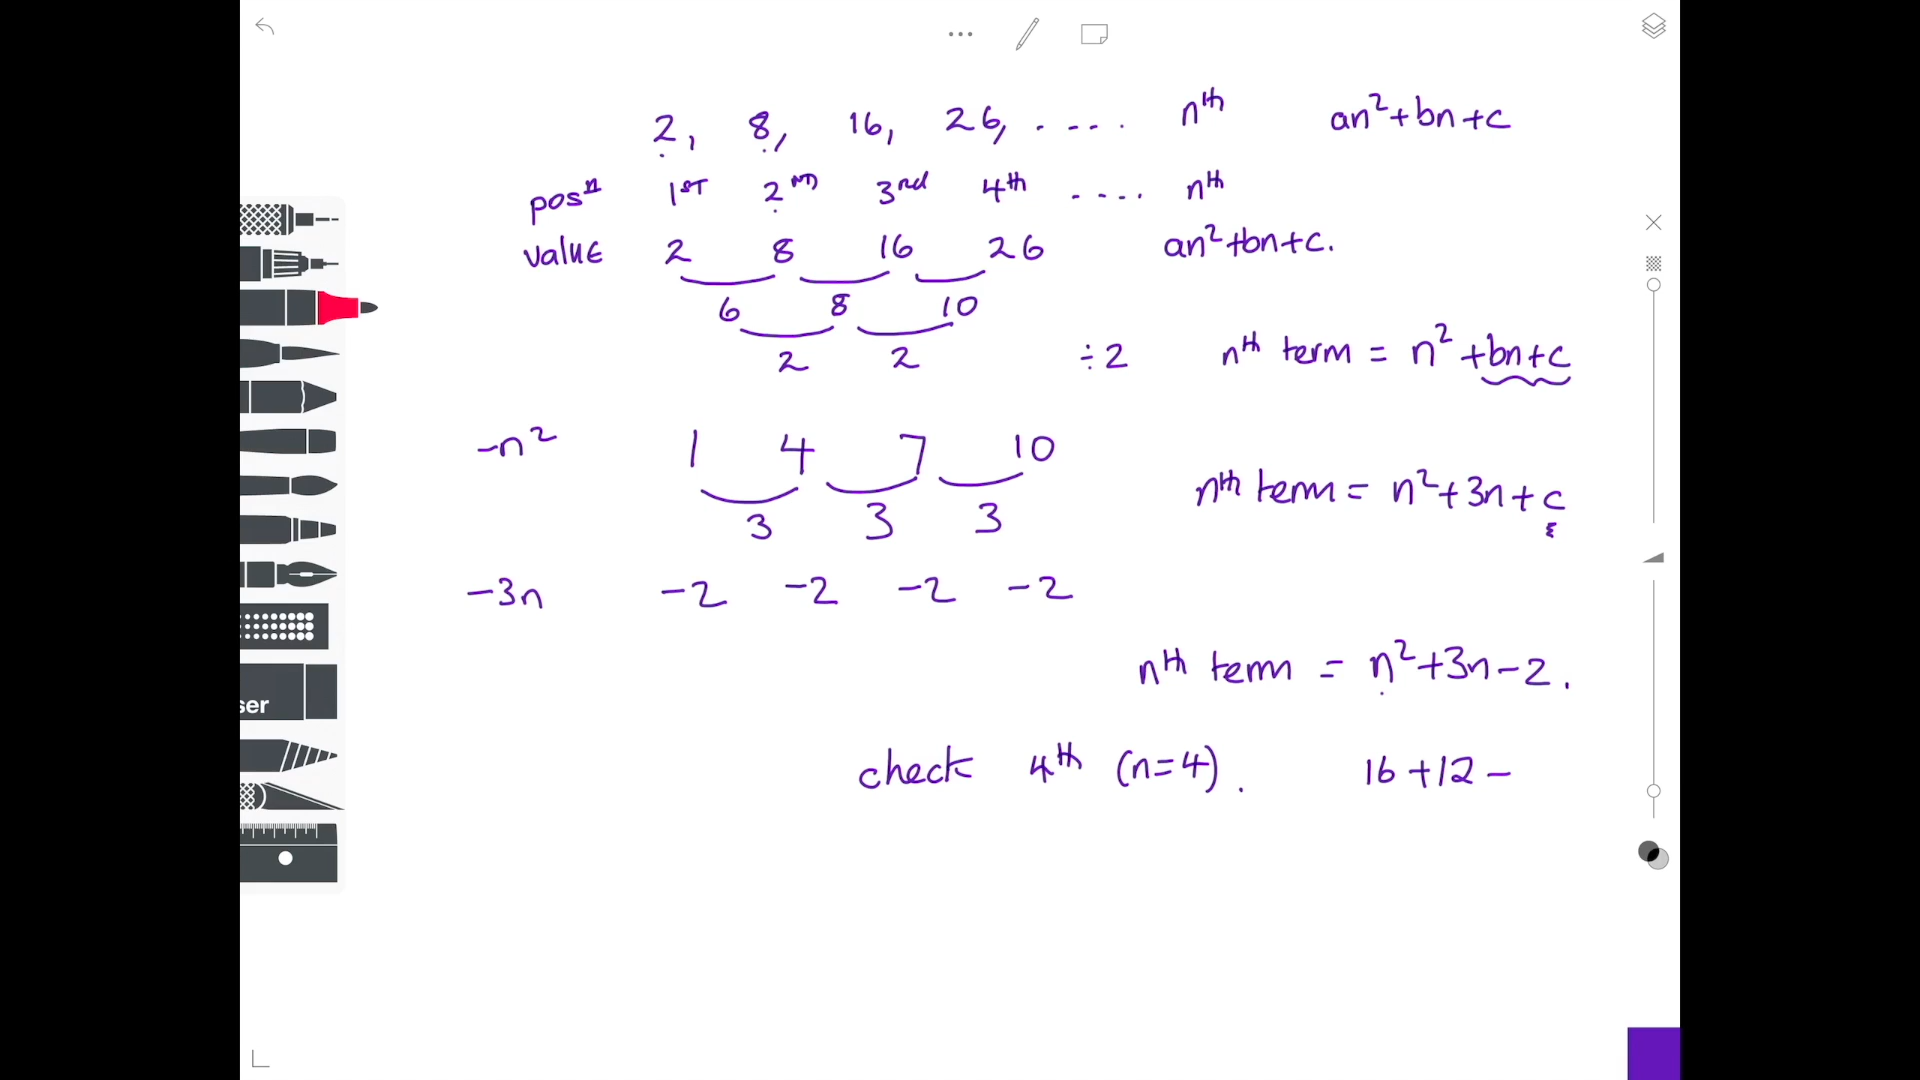 2, 8, 16, 26, ..... nᵗʰ an²+bn+c
posⁿ 1ST 2ND 3rd 4th ..... nth
value 2 8 16 26 an²+bn+c.
6 8 10
2 2 ÷2 nth term = n²+bn+c
-n² 1 4 7 10
nth term = n²+3n+c
3 3 3
-3n -2 -2 -2 -2
nth term = n²+3n-2.
check 4th (n=4). 16+12-
ser